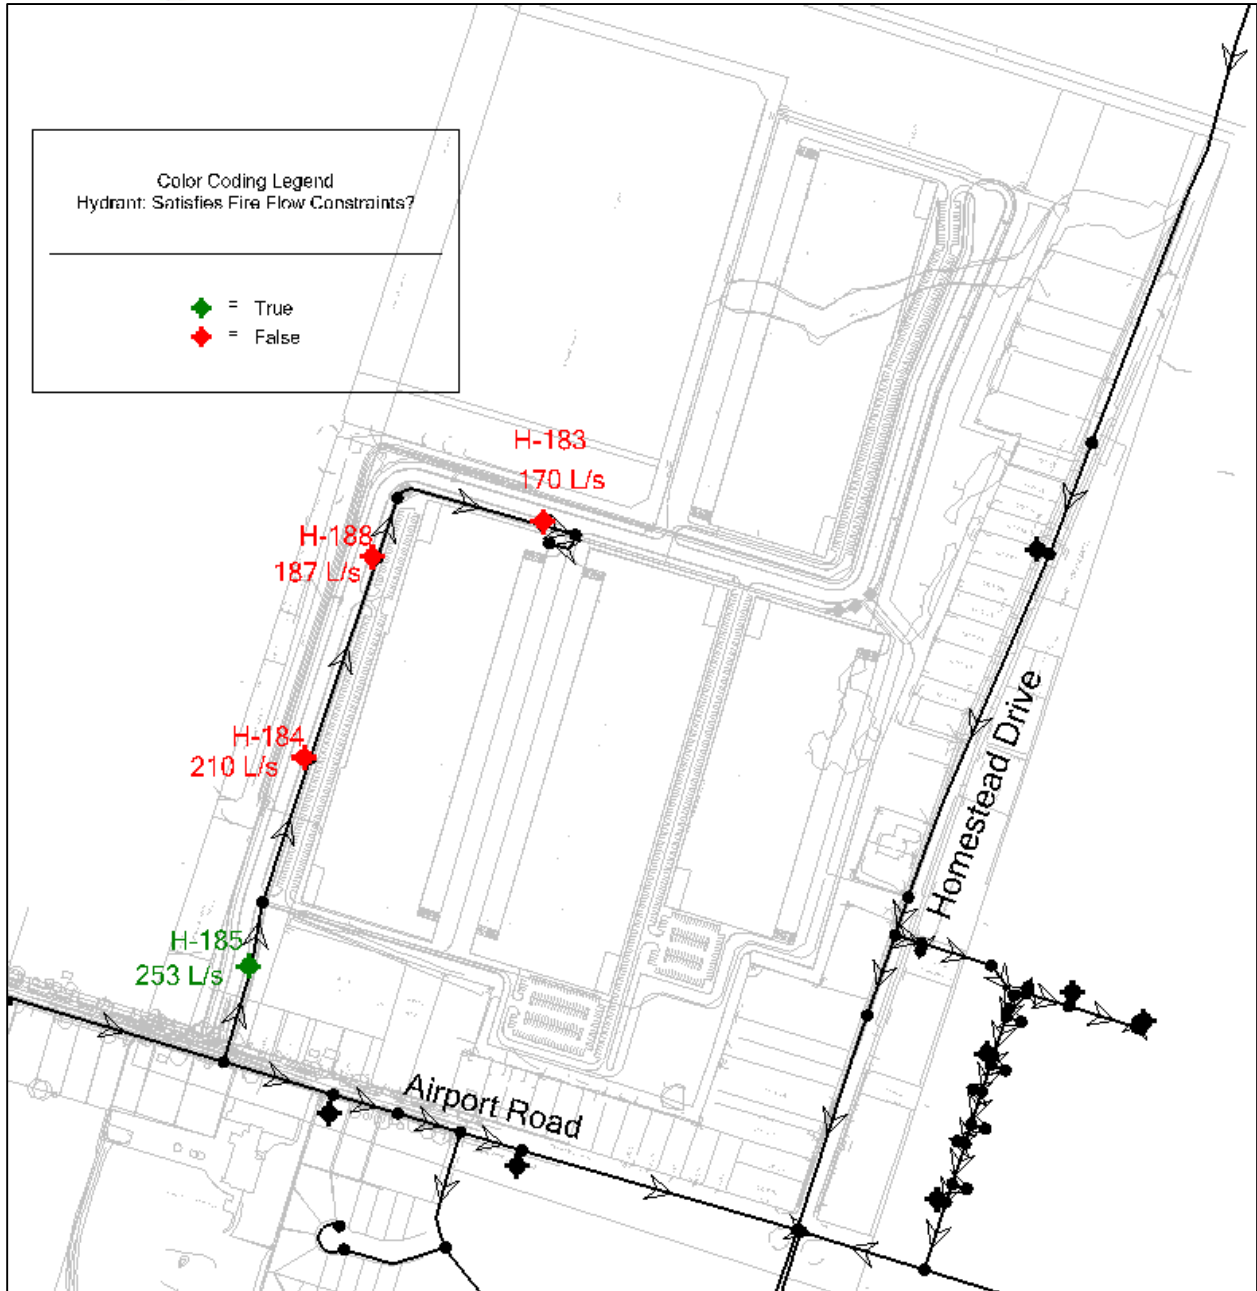 Color Coding Legend
Hydrant: Satisfies Fire Flow Constraints?
= True
= False
H-183
170 L/s
H-188
187 L/s
H-184
210 L/s
Homestead Drive
H-185
253 L/s
Airport Road